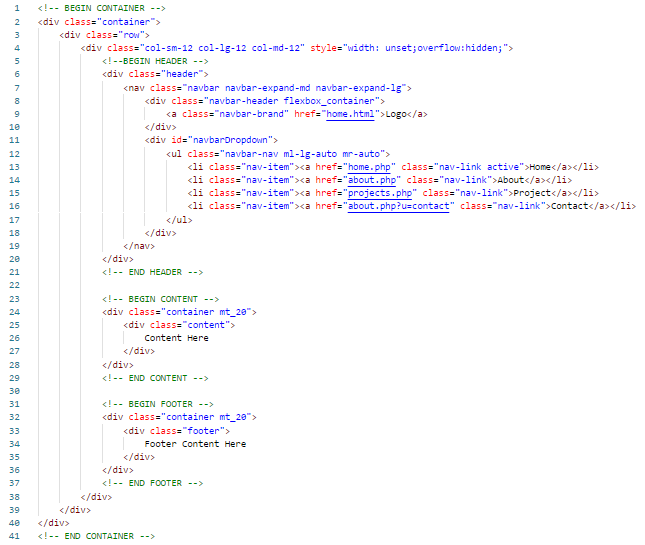 1 <!-- BEGIN CONTAINER -->
2 <div class="container">
3 <div class="row">
4 <div class="col-sm-12 col-lg-12 col-md-12" style="width: unset;overflow:hidden;">
5 <!--BEGIN HEADER -->
6 <div class="header">
7 <nav class="navbar navbar-expand-md navbar-expand-lg">
8 <div class="navbar-header flexbox_container">
9 <a class="navbar-brand" href="home.html">Logo</a>
10 </div>
11 <div id="navbarDropdown">
12 <ul class="navbar-nav ml-lg-auto mr-auto">
13 <li class="nav-item"><a href="home.php" class="nav-link active">Home</a></li>
14 <li class="nav-item"><a href="about.php" class="nav-link">About</a></li>
15 <li class="nav-item"><a href="projects.php" class="nav-link">Project</a></li>
16 <li class="nav-item"><a href="about.php?u=contact" class="nav-link">Contact</a></li>
17 </ul>
18 </div>
19 </nav>
20 </div>
21 <!-- END HEADER -->
22
23 <!-- BEGIN CONTENT -->
24 <div class="container mt_20">
25 <div class="content">
26 Content Here
27 </div>
28 </div>
29 <!-- END CONTENT -->
30
31 <!-- BEGIN FOOTER -->
32 <div class="container mt_20">
33 <div class="footer">
34 Footer Content Here
35 </div>
36 </div>
37 <!-- END FOOTER -->
38 </div>
39 </div>
40 </div>
41 <!-- END CONTAINER -->